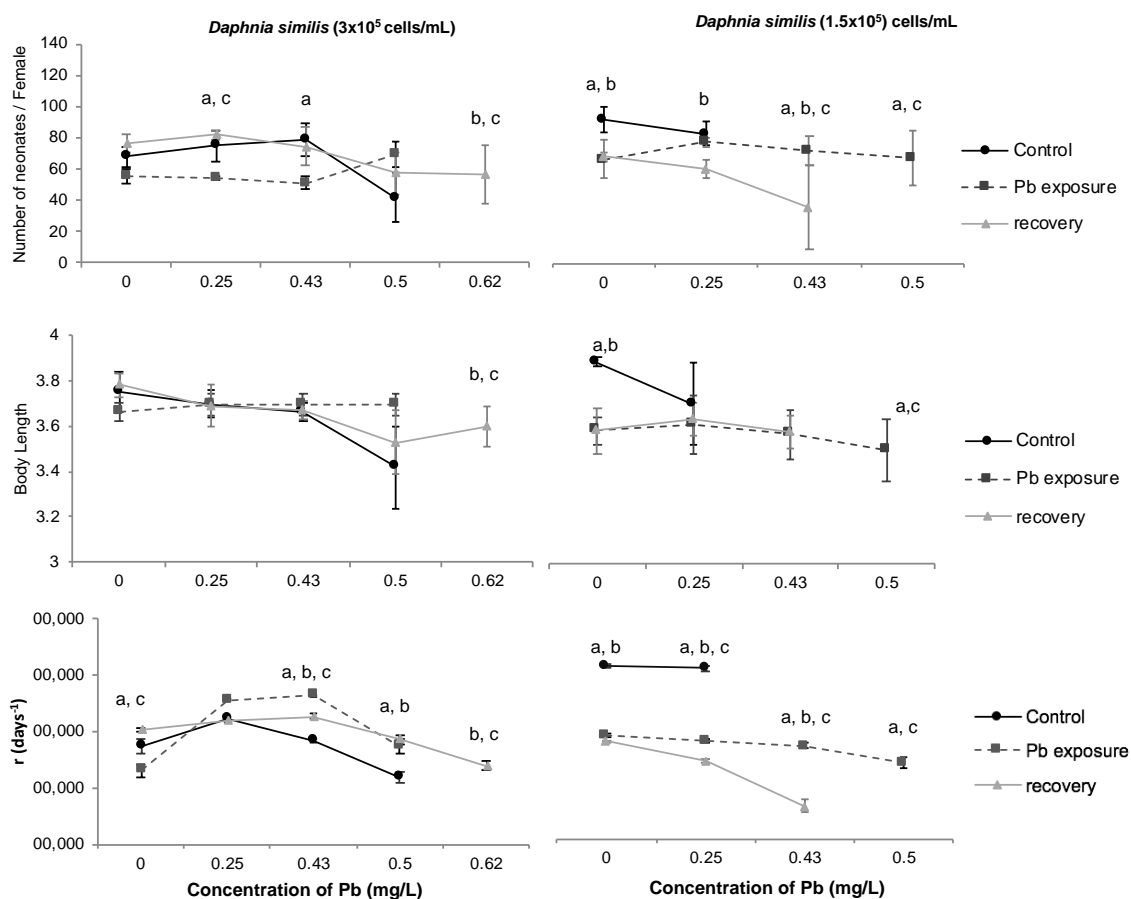 Daphnia similis (3x10⁵ cells/mL)
Daphnia similis (1.5x10⁵) cells/mL
Number of neonates / Female
140
120
100
80
60
40
20
0
a, c
a
b, c
0 0.25 0.43 0.5 0.62
a, b
b
a, b, c
a, c
0 0.25 0.43 0.5
Control
Pb exposure
recovery
Body Length
4
3.8
3.6
3.4
3.2
3
b, c
0 0.25 0.43 0.5 0.62
a,b
a,c
0 0.25 0.43 0.5
Control
Pb exposure
recovery
r (days⁻¹)
00,000
00,000
00,000
00,000
00,000
a, c
a, b, c
a, b
b, c
0 0.25 0.43 0.5 0.62
Concentration of Pb (mg/L)
a, b
a, b, c
a, b, c
a, c
0 0.25 0.43 0.5
Concentration of Pb (mg/L)
Control
Pb exposure
recovery